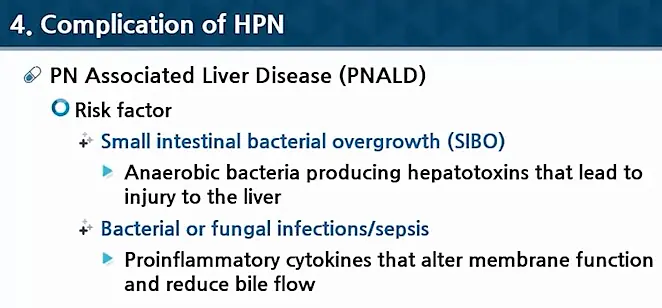 4. Complication of HPN
PN Associated Liver Disease (PNALD)
Risk factor
Small intestinal bacterial overgrowth (SIBO)
Anaerobic bacteria producing hepatotoxins that lead to
injury to the liver
Bacterial or fungal infections/sepsis
Proinflammatory cytokines that alter membrane function
and reduce bile flow